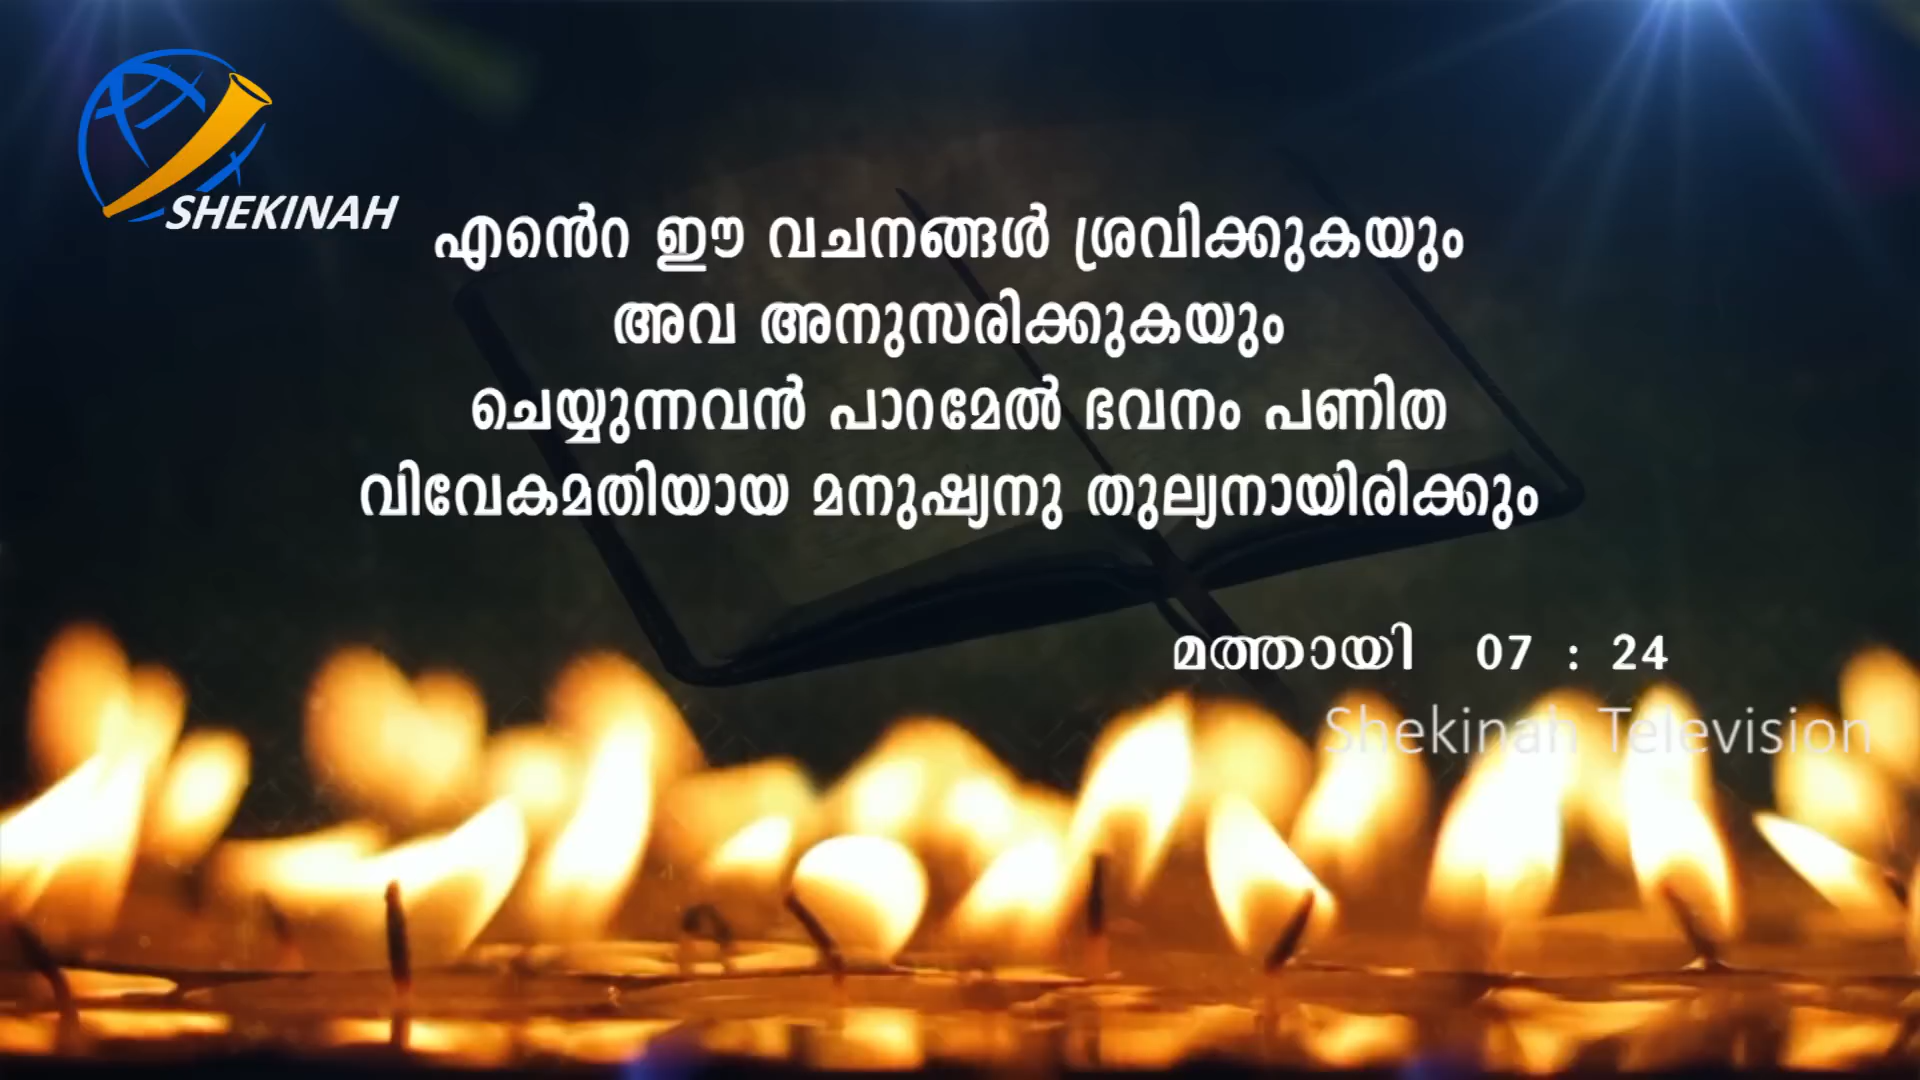 SHEKINAH
എൻെറ ഈ വചനങ്ങൾ ശ്രവിക്കുകയും
അവ അനുസരിക്കുകയും
ചെയ്യുന്നവൻ പാറമേൽ ഭവനം പണിത
വിവേകമതിയായ മനുഷ്യനു തുല്യനായിരിക്കും
മത്തായി 07 : 24
Shekinah Television